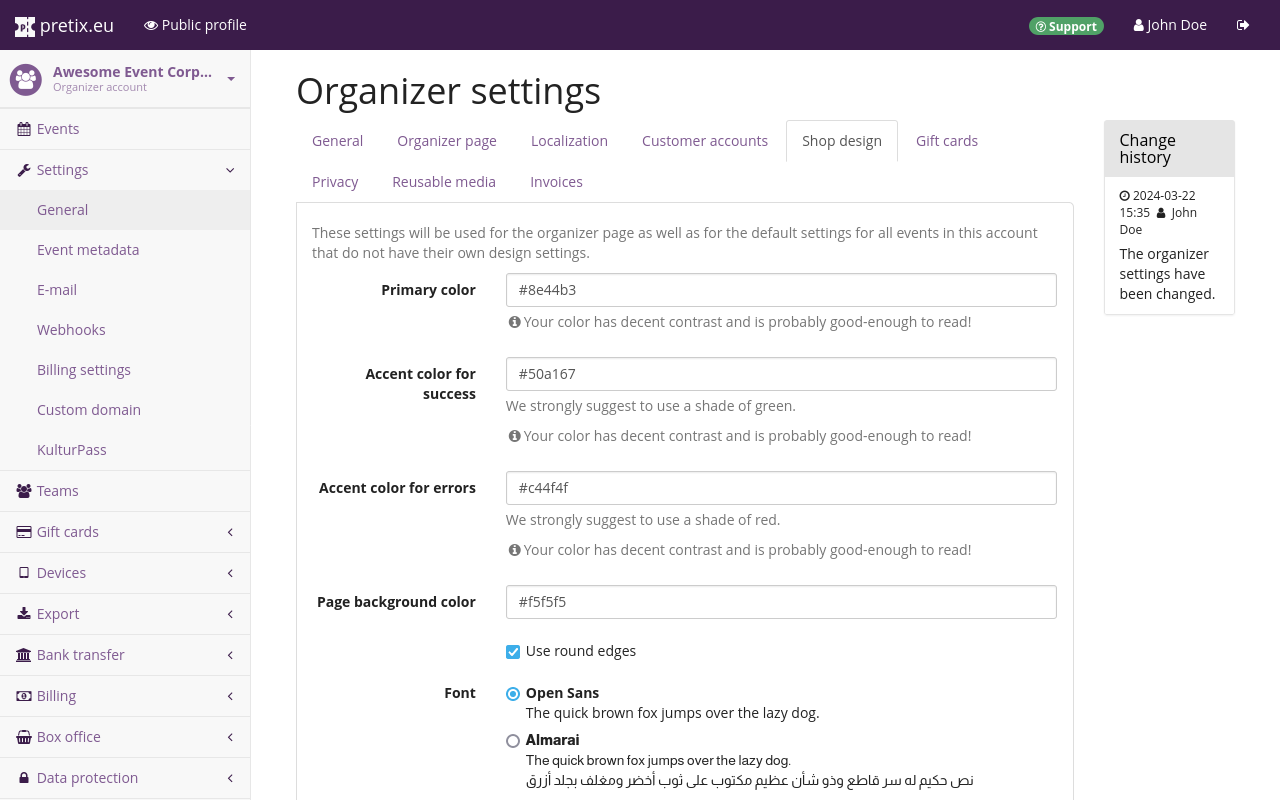 pretix.eu
Public profile
Support
John Doe
Awesome Event Corp...
Organizer account
Events
Settings
General
Event metadata
E-mail
Webhooks
Billing settings
Custom domain
KulturPass
Teams
Gift cards
Devices
Export
Bank transfer
Billing
Box office
Data protection
Organizer settings
General
Organizer page
Localization
Customer accounts
Shop design
Gift cards
Privacy
Reusable media
Invoices
These settings will be used for the organizer page as well as for the default settings for all events in this account
that do not have their own design settings.
Primary color
#8e44b3
Your color has decent contrast and is probably good-enough to read!
Accent color for
success
#50a167
We strongly suggest to use a shade of green.
Your color has decent contrast and is probably good-enough to read!
Accent color for errors
#c44f4f
We strongly suggest to use a shade of red.
Your color has decent contrast and is probably good-enough to read!
Page background color
#f5f5f5
Use round edges
Font
Open Sans
The quick brown fox jumps over the lazy dog.
Almarai
The quick brown fox jumps over the lazy dog.
نص حكيم له سر قاطع وذو شأن عظيم مكتوب على ثوب أخضر ومغلف بجلد أزرق
Change
history
2024-03-22
15:35 John
Doe
The organizer
settings have
been changed.